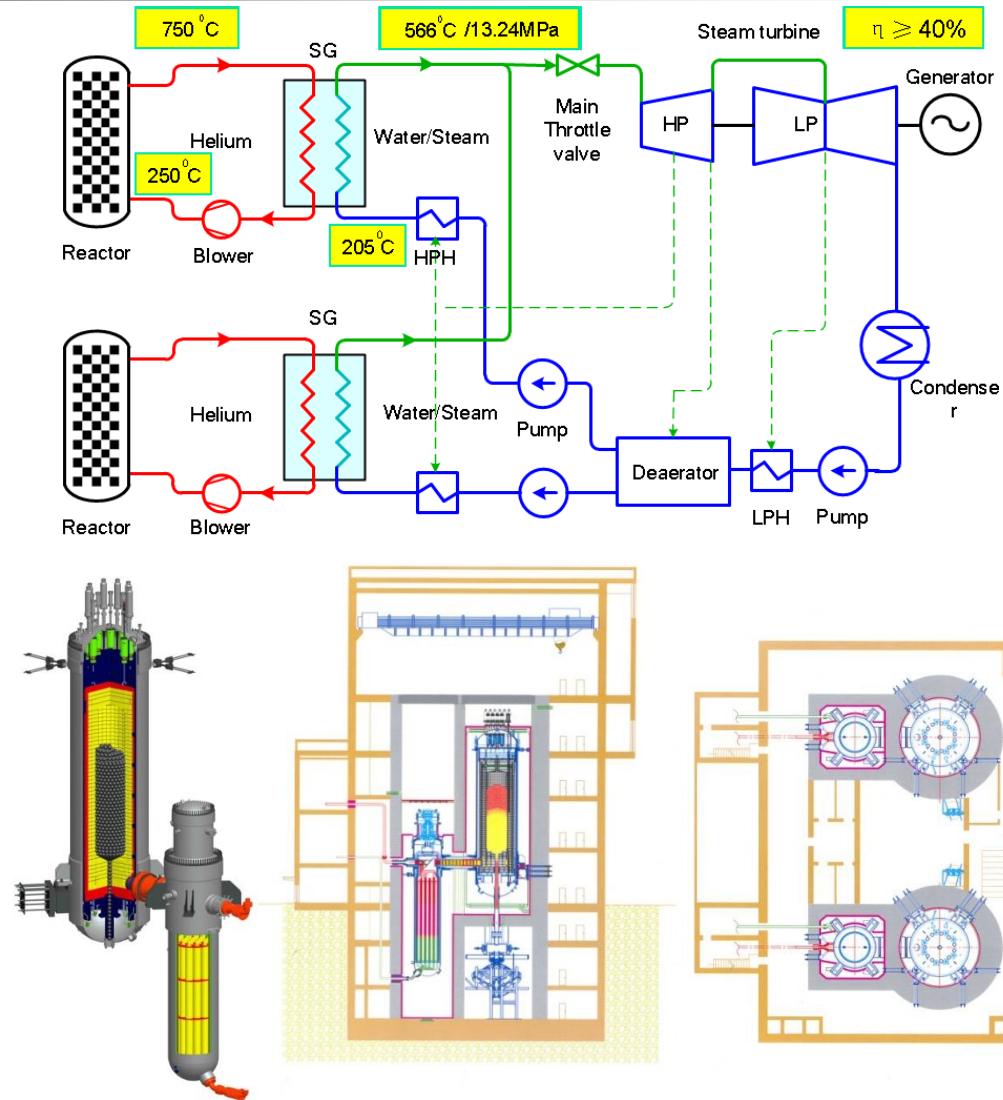 750 °C
SG
566°C /13.24MPa
Steam turbine
η ≥ 40%
Generator
Main
Throttle
valve
HP
LP
Helium
Water/Steam
250°C
205°C
HPH
Reactor
Blower
SG
Helium
Water/Steam
Pump
Condense
r
Deaerator
LPH
Pump
Reactor
Blower